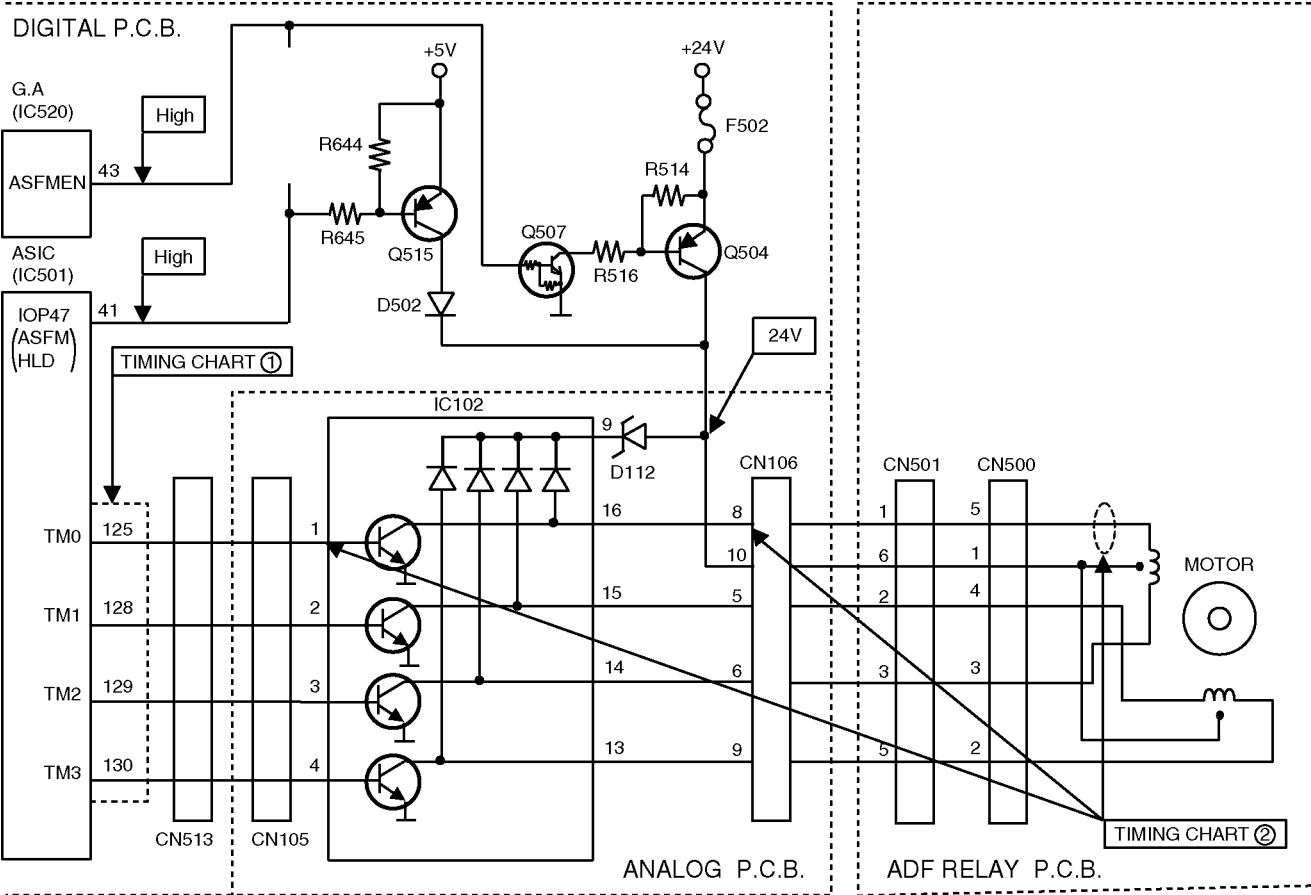 DIGITAL P.C.B.
+5V
+24V
G.A
(IC520)
High
F502
R644
R514
ASFMEN
43
R645
Q515
Q507
R516
Q504
ASIC
(IC501)
High
D502
IOP47
(ASFM
HLD)
41
24V
TIMING CHART ①
IC102
9
D112
CN106
CN501
CN500
TM0
125
1
16
8
1
5
10
6
1
MOTOR
TM1
128
2
15
5
2
4
TM2
129
3
14
6
3
3
TM3
130
4
13
9
5
2
CN513
CN105
TIMING CHART ②
ANALOG P.C.B.
ADF RELAY P.C.B.